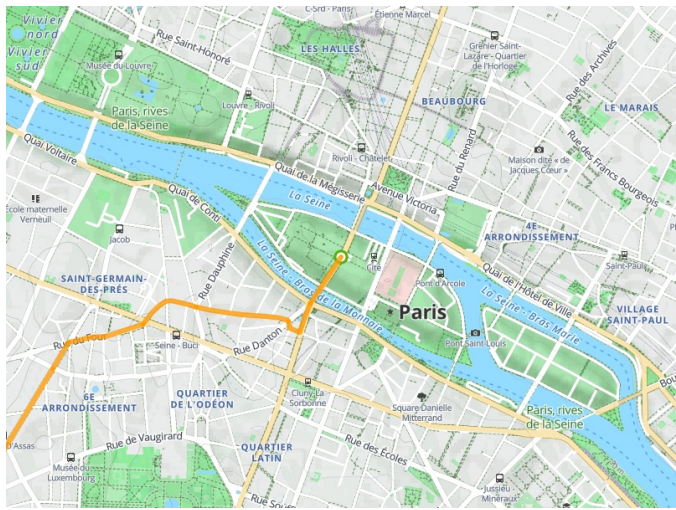 C-Srd - Paris
Étienne Marcel
Vivier
nord
Vivier
sud
Rue Saint-Honoré
Musée du Louvre
LES HALLES
Grenier Saint-
Lazare - Quartier
de l'Horloge
Rue des Archives
Paris, rives
de la Seine
Louvre - Rivoli
BEAUBOURG
LE MARAIS
Quai Voltaire
Rivoli - Châtelet
Rue du Renard
Maison dite « de
Jacques Cœur »
Rue des Francs Bourgeois
Quai de la Mégisserie
La Seine
Avenue Victoria
École maternelle
Verneuil
Quai de Conti
Jacob
4E
ARRONDISSEMENT
Rue Dauphine
La Seine - Bras de la Monnaie
Cité
Pont d'Arcole
Quai de l'Hôtel de Ville
Saint-Paul
SAINT-GERMAIN-
DES-PRÉS
La Seine - Bras Marie
VILLAGE
SAINT-PAUL
Paris
Rue du Four
Seine - Buci
Rue Danton
Pont Saint-Louis
Cluny-La
Sorbonne
6E
ARRONDISSEMENT
QUARTIER
DE L'ODÉON
Square Danielle
Mitterrand
Paris, rives
de la Seine
d'Assas
Rue de Vaugirard
Musée du
Luxembourg
QUARTIER
LATIN
Rue des Écoles
Jussieu -
Minéraux